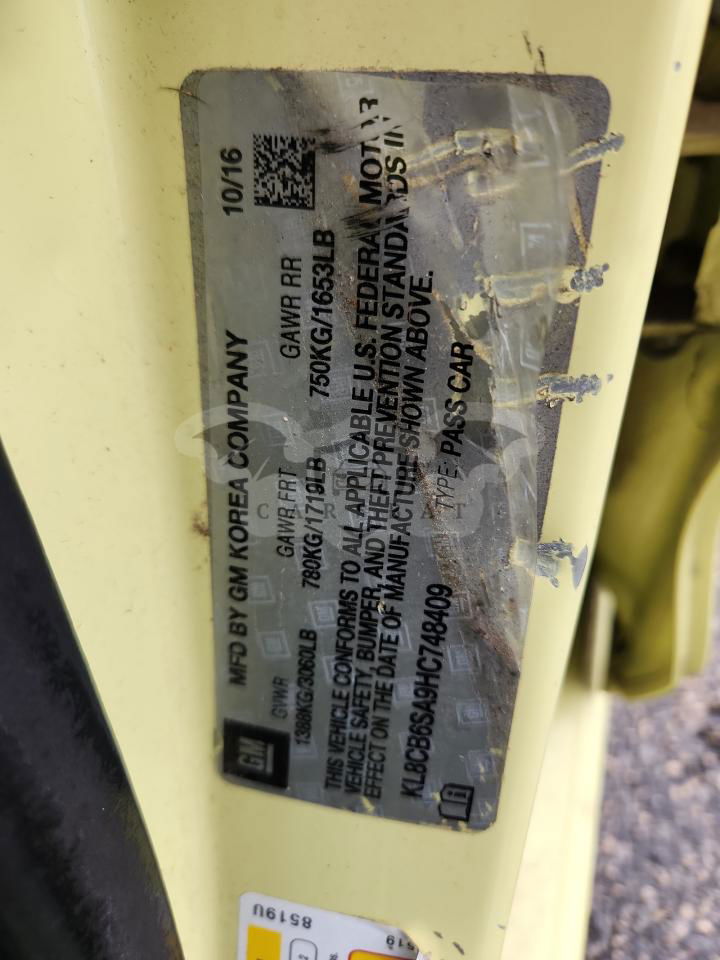 MFD BY GM KOREA COMPANY 10/16
GVWR GAWR FRT GAWR RR
1388KG/3060LB 780KG/1719LB 750KG/1653LB
THIS VEHICLE CONFORMS TO ALL APPLICABLE U.S. FEDERAL MOTOR
VEHICLE SAFETY, BUMPER, AND THEFT PREVENTION STANDARDS IN
EFFECT ON THE DATE OF MANUFACTURE SHOWN ABOVE.
KL8CB6SA9HC748409 TYPE: PASS CAR
GM
8519U